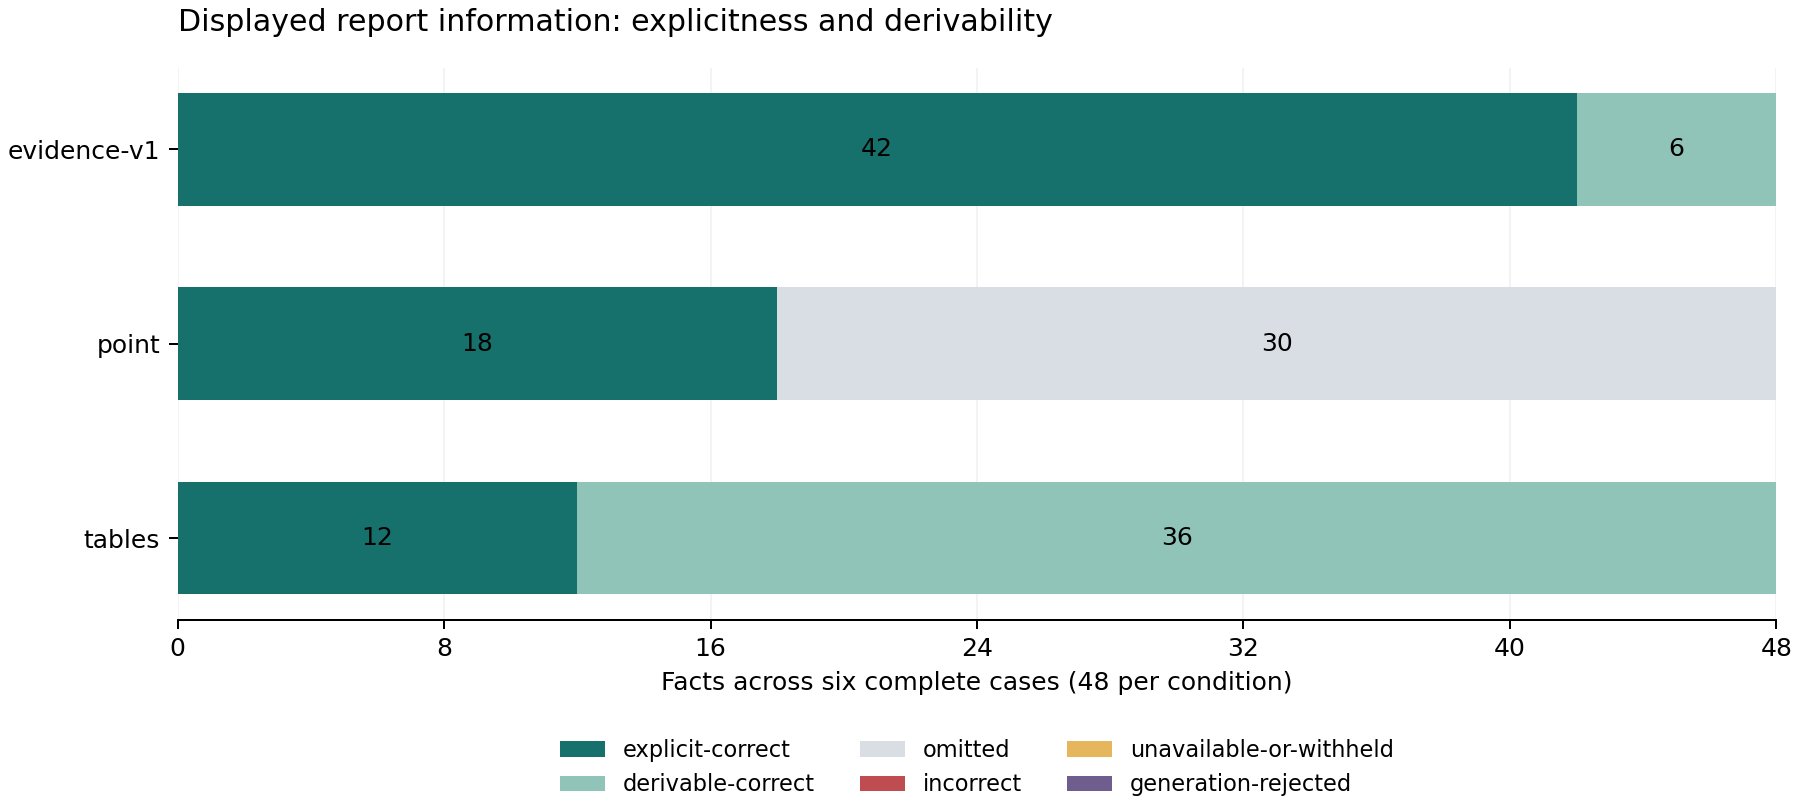 Displayed report information: explicitness and derivability
evidence-v1
42
6
point
18
30
tables
12
36
0 8 16 24 32 40 48
Facts across six complete cases (48 per condition)
explicit-correct omitted unavailable-or-withheld
derivable-correct incorrect generation-rejected